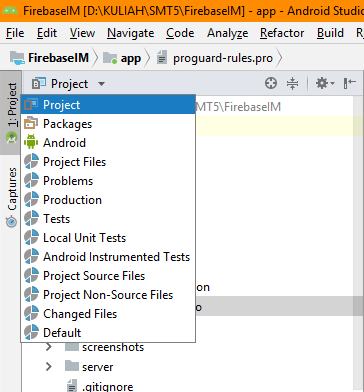 FirebaseIM [D:\KULIAH\SMT5\FirebaseIM] - app - Android Studio
File Edit View Navigate Code Analyze Refactor Build
FirebaseIM app proguard-rules.pro
Project
1: Project
Captures
Project
SMT5\FirebaseIM
Packages
Android
Project Files
Problems
Production
Tests
Local Unit Tests
Android Instrumented Tests
Project Source Files
Project Non-Source Files
on
Changed Files
o
Default
screenshots
server
.gitignore